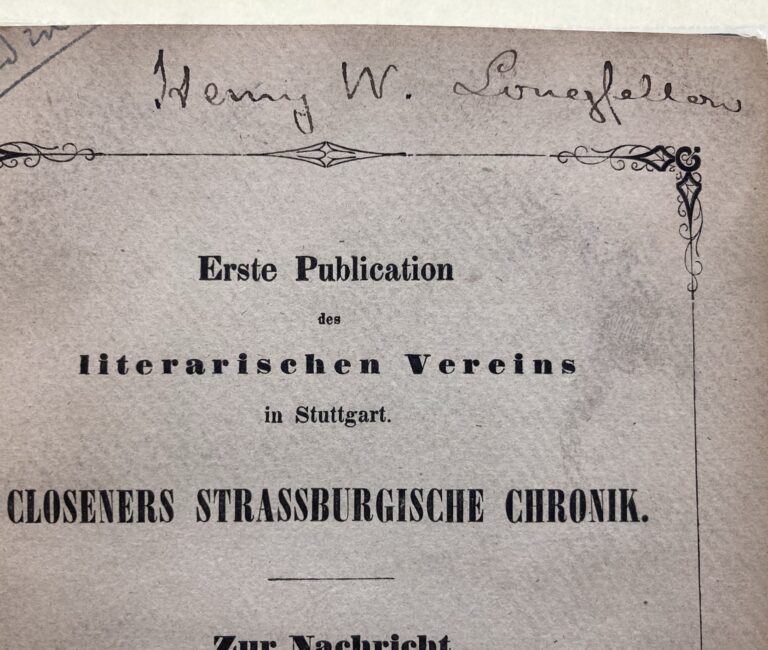 Henry W. Longfellow
Erste Publication
des
literarischen Vereins
in Stuttgart.
CLOSENERS STRASSBURGISCHE CHRONIK.
Zur Nachricht